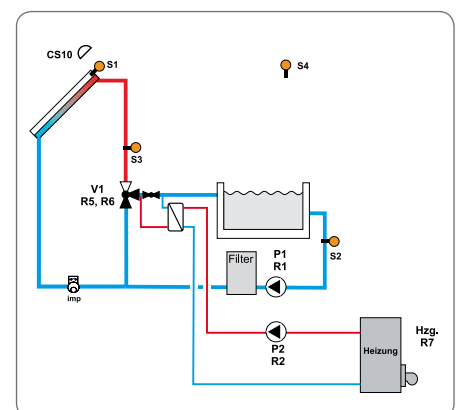 CS10
S1
S4
S3
V1
R5, R6
S2
Filter
P1
R1
imp
P2
R2
Heizung
Hzg.
R7